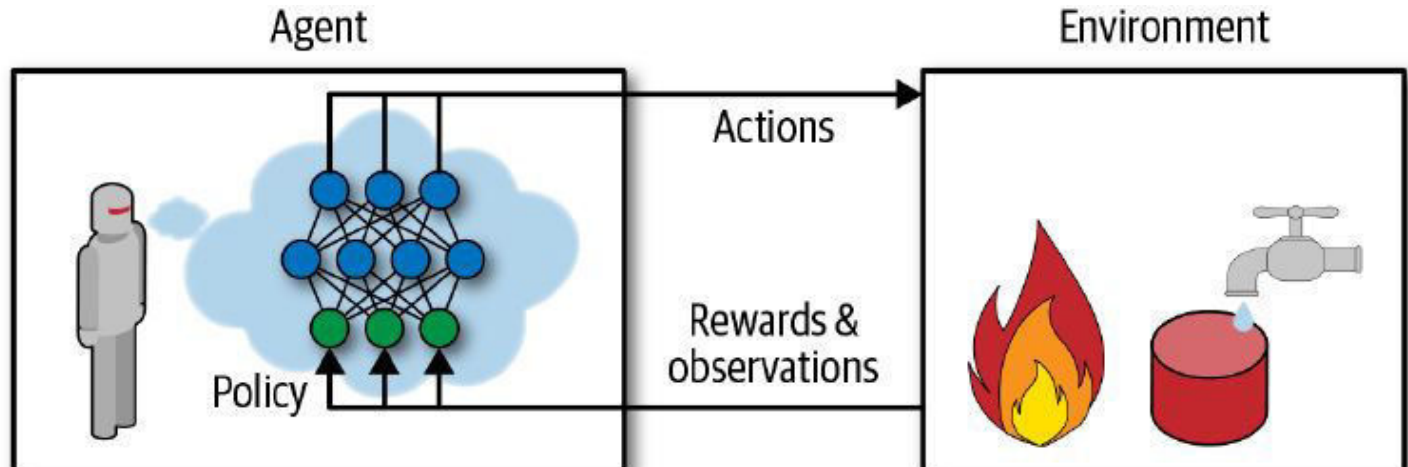 Agent
Environment
Actions
Rewards &
observations
Policy